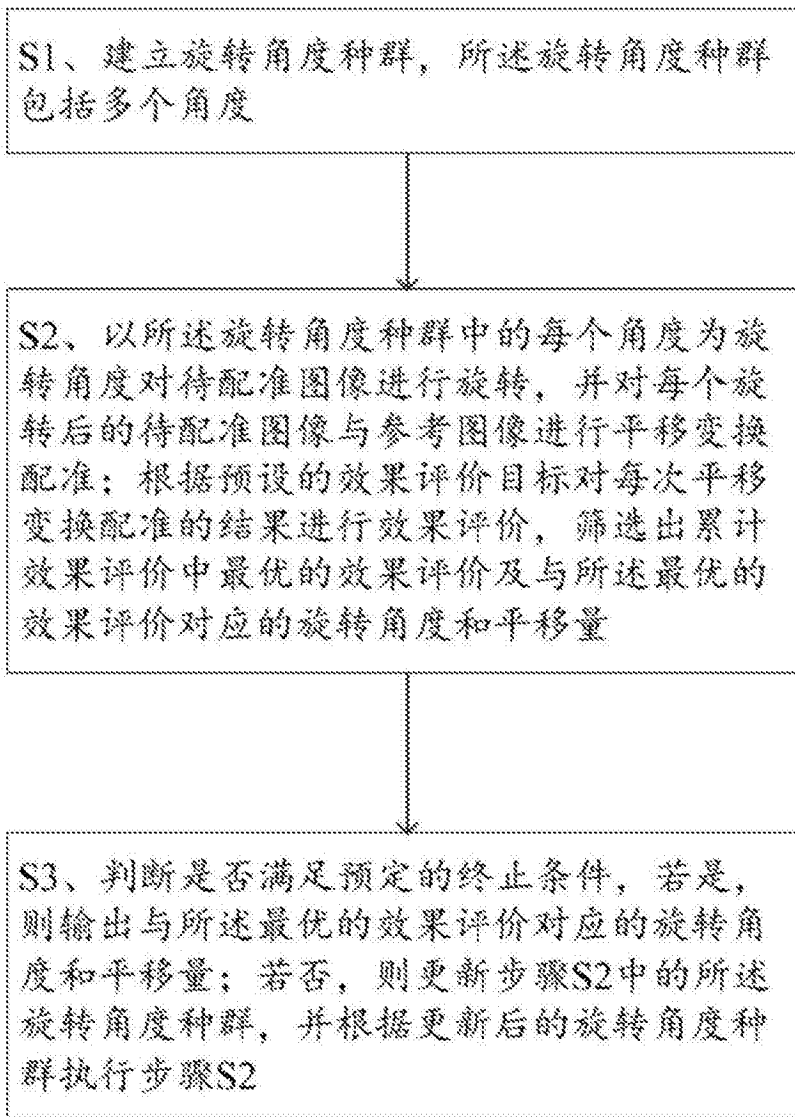 S1、建立旋转角度种群，所述旋转角度种群
包括多个角度
S2、以所述旋转角度种群中的每个角度为旋
转角度对待配准图像进行旋转，并对每个旋
转后的待配准图像与参考图像进行平移变换
配准；根据预设的效果评价目标对每次平移
变换配准的结果进行效果评价，筛选出累计
效果评价中最优的效果评价及与所述最优的
效果评价对应的旋转角度和平移量
S3、判断是否满足预定的终止条件，若是，
则输出与所述最优的效果评价对应的旋转角
度和平移量；若否，则更新步骤S2中的所述
旋转角度种群，并根据更新后的旋转角度种
群执行步骤S2